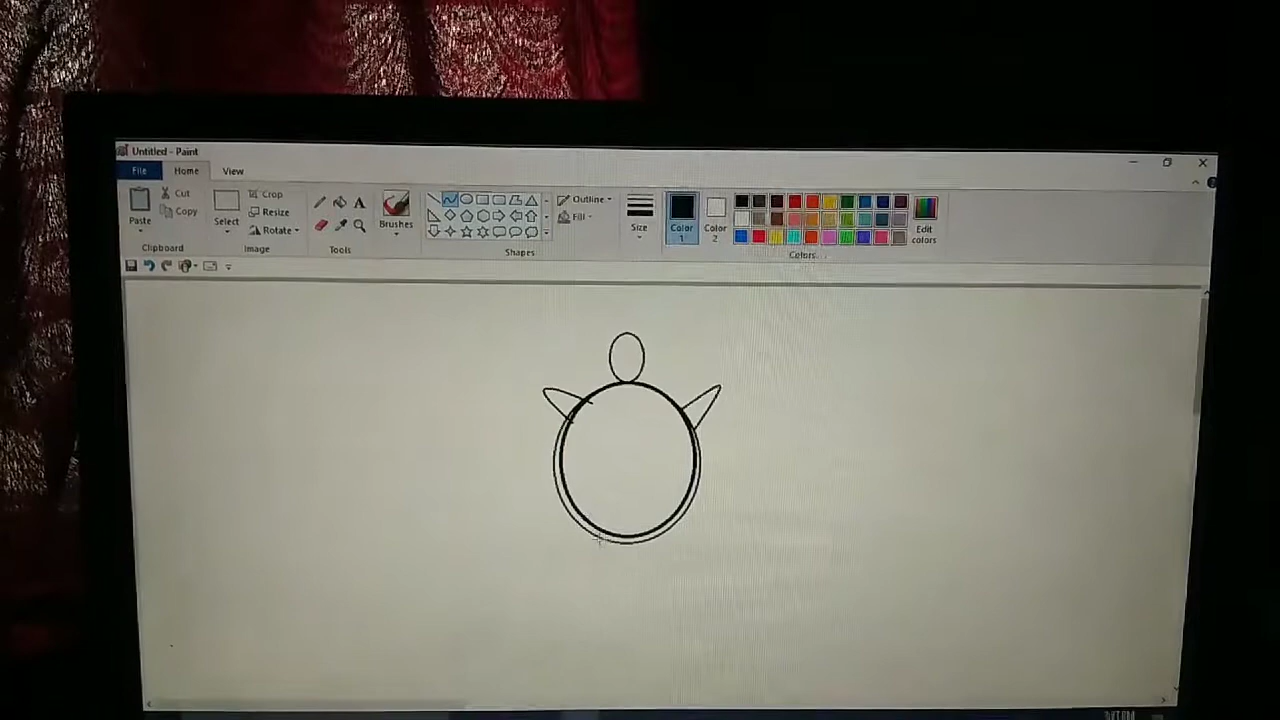 Untitled - Paint
File Home View
Paste
Cut
Copy
Clipboard
Select
Crop
Resize
Rotate
Image
Tools
Brushes
Shapes
Outline
Fill
Size
Color 1
Color 2
Colors
Edit colors